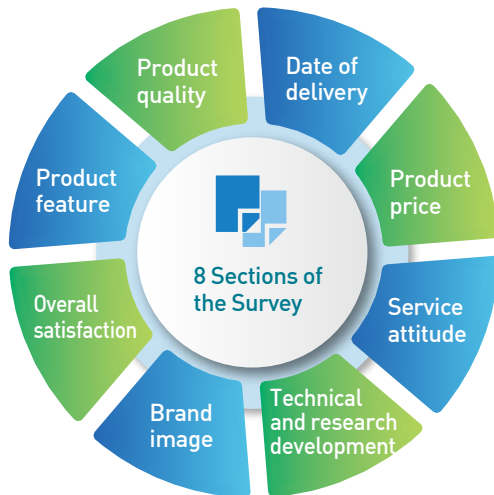 Product
quality
Date of
delivery
Product
price
Service
attitude
Technical
and research
development
Brand
image
Overall
satisfaction
Product
feature
8 Sections of
the Survey